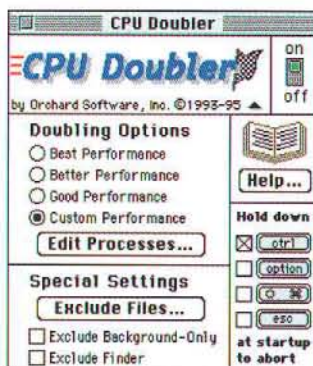 CPU Doubler
CPU Doubler
by Orchard Software, Inc. ©1993-95
on
off
Doubling Options
Best Performance
Better Performance
Good Performance
Custom Performance
Edit Processes...
Special Settings
Exclude Files...
Exclude Background-Only
Exclude Finder
Help...
Hold down
ctrl
option
⌘
esc
at startup
to abort